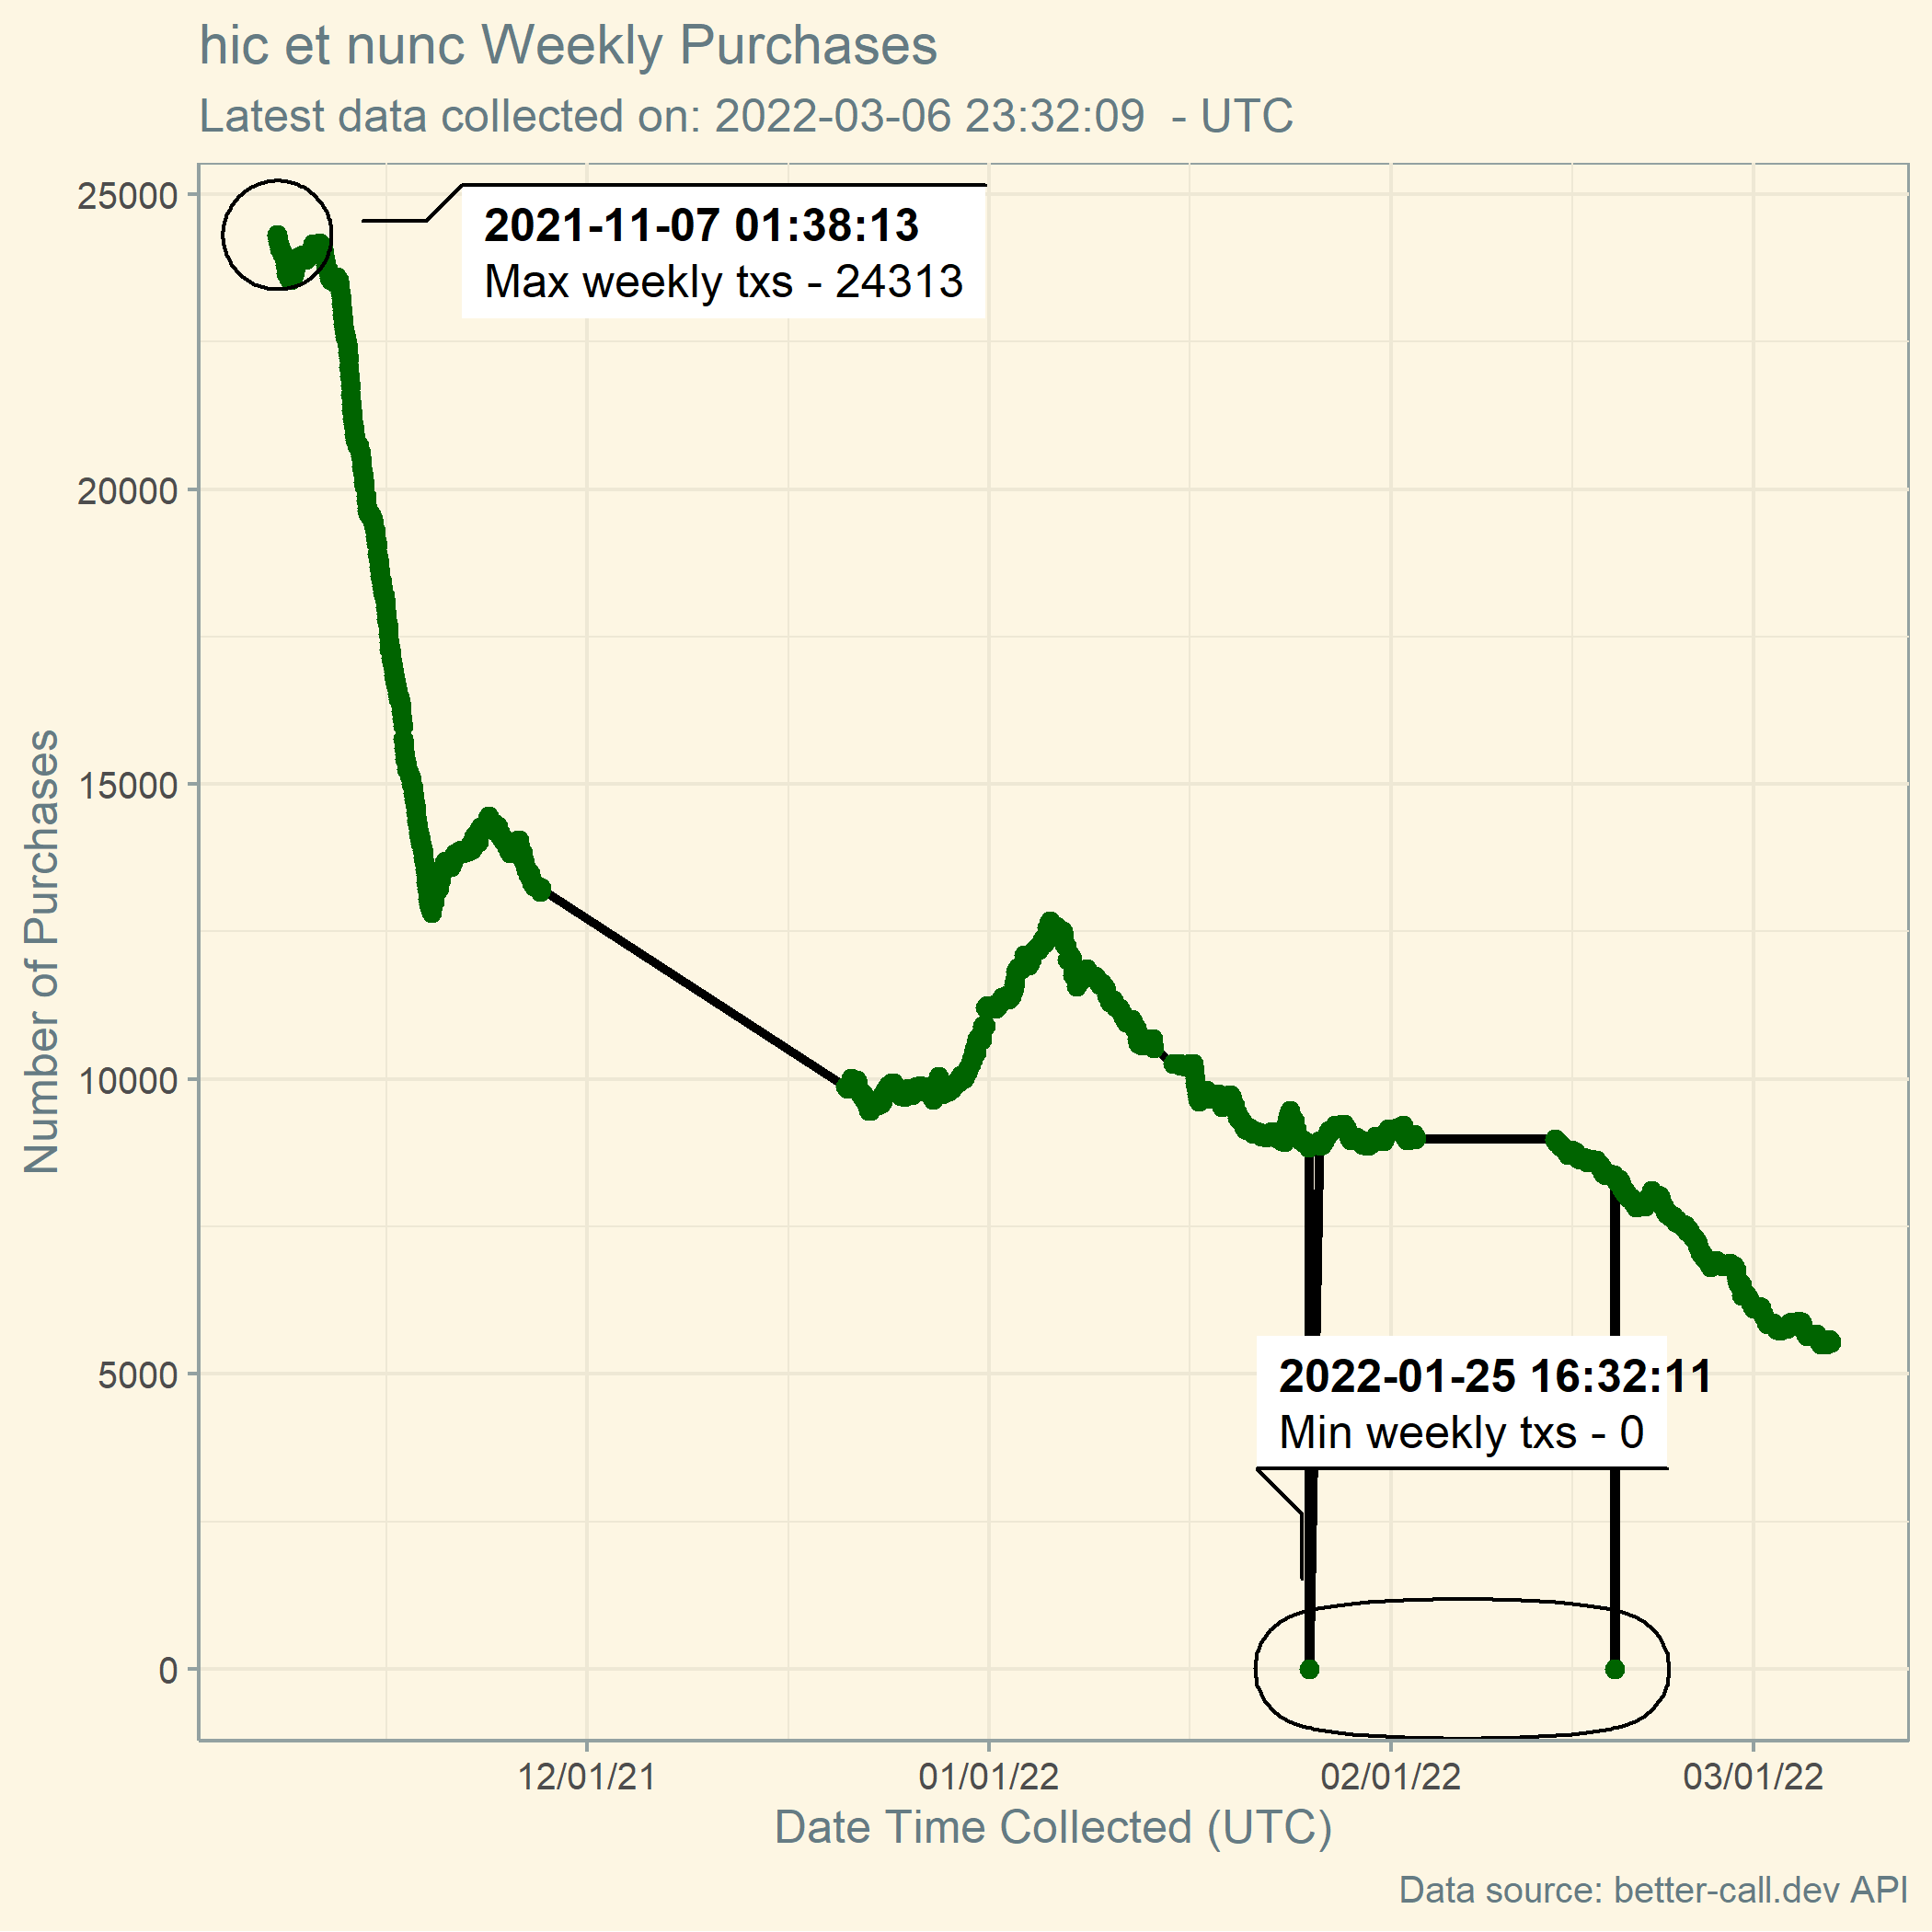 hic et nunc Weekly Purchases
Latest data collected on: 2022-03-06 23:32:09  - UTC
25000
2021-11-07 01:38:13
Max weekly txs - 24313
20000
15000
Number of Purchases
10000
5000
2022-01-25 16:32:11
Min weekly txs - 0
0
12/01/21
01/01/22
02/01/22
03/01/22
Date Time Collected (UTC)
Data source: better-call.dev API